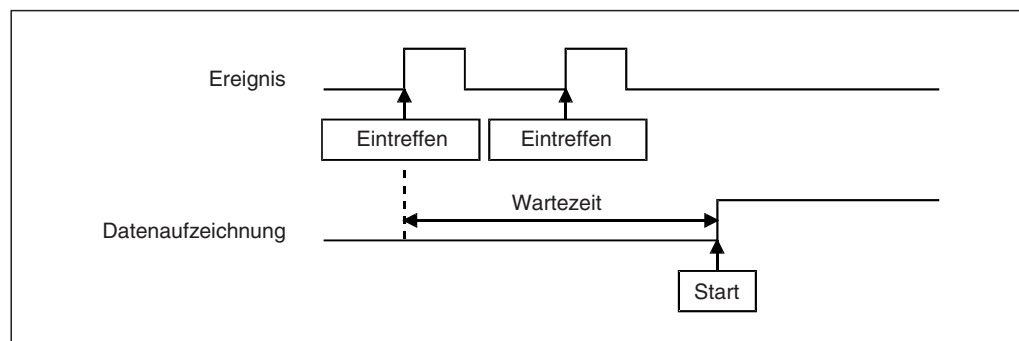 Ereignis
Eintreffen
Eintreffen
Wartezeit
Datenaufzeichnung
Start